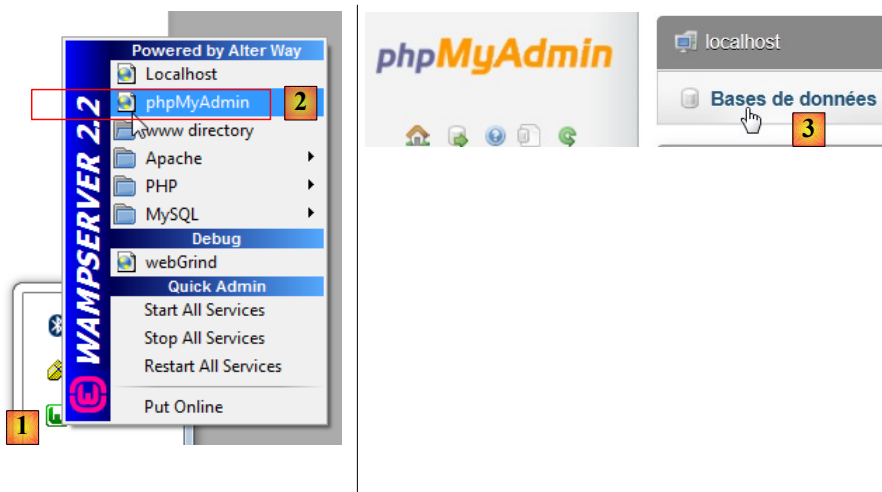 Powered by Alter Way
Localhost
phpMyAdmin
2
www directory
Apache
PHP
MySQL
Debug
webGrind
Quick Admin
Start All Services
Stop All Services
Restart All Services
Put Online
WAMPSERVER 2.2
1
phpMyAdmin
localhost
Bases de données
3